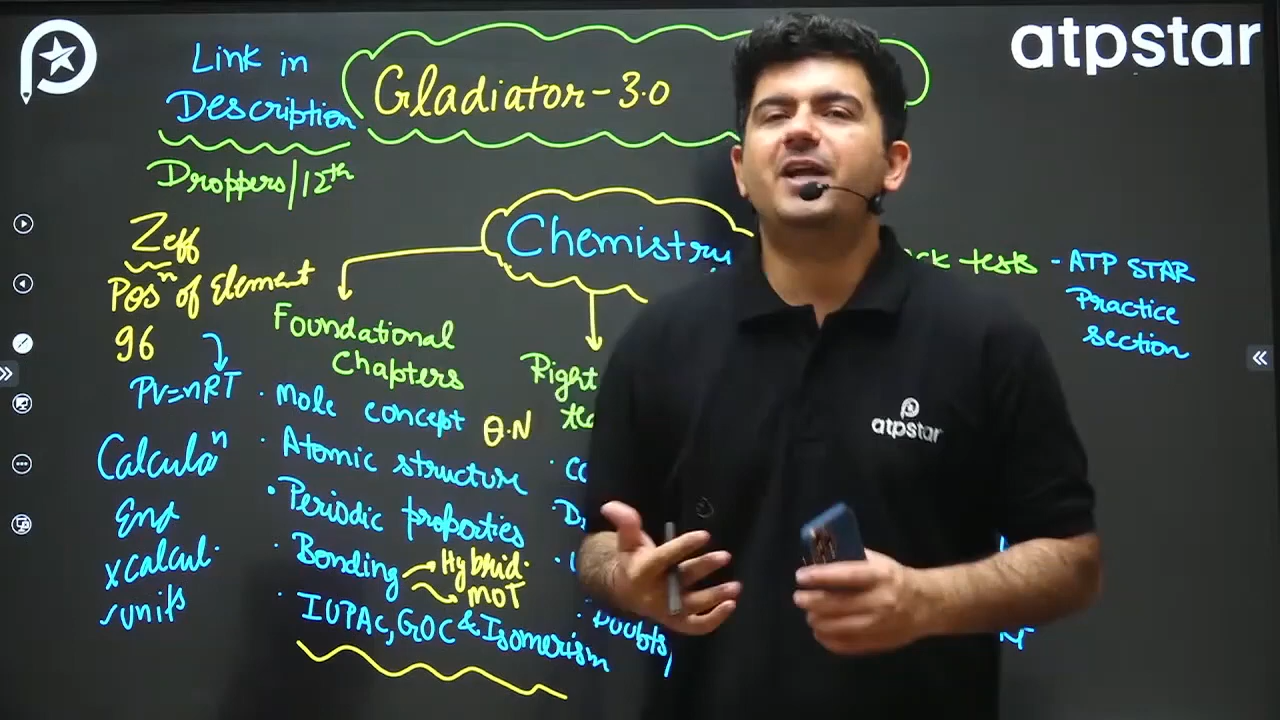 atpstar
Link in
Description
Gladiator-3.0
Droppers/12th
Zeff
Posn of Element
96
PV=nRT
Calculan
xcalcul.
units
Chemistry
Foundational
Chapters
· Mole concept
· Atomic structure
· Periodic properties
· Bonding
Hybrid.
MOT
· IUPAC, GOC & Isomerism
θ.N
Right
· Doubts,
tests - ATP STAR
Practice
section
atpstar